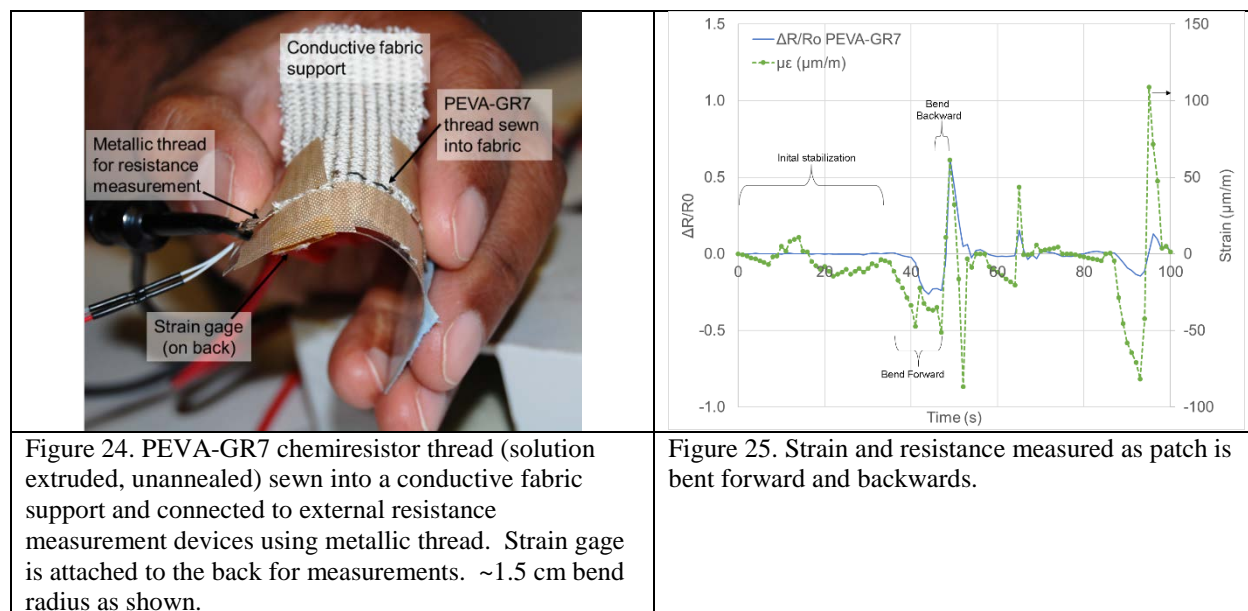 Conductive fabric
support
PEVA-GR7
thread sewn
into fabric
Metallic thread
for resistance
measurement
Strain gage
(on back)
Figure 24. PEVA-GR7 chemiresistor thread (solution
extruded, unannealed) sewn into a conductive fabric
support and connected to external resistance
measurement devices using metallic thread. Strain gage
is attached to the back for measurements. ~1.5 cm bend
radius as shown.
1.5
1.0
0.5
0.0
-0.5
-1.0
ΔR/R0
ΔR/Ro PEVA-GR7
με (μm/m)
Inital stabilization
Bend
Backward
Bend Forward
0
20
40
60
80
100
Time (s)
150
100
50
0
-50
-100
Strain (μm/m)
Figure 25. Strain and resistance measured as patch is
bent forward and backwards.